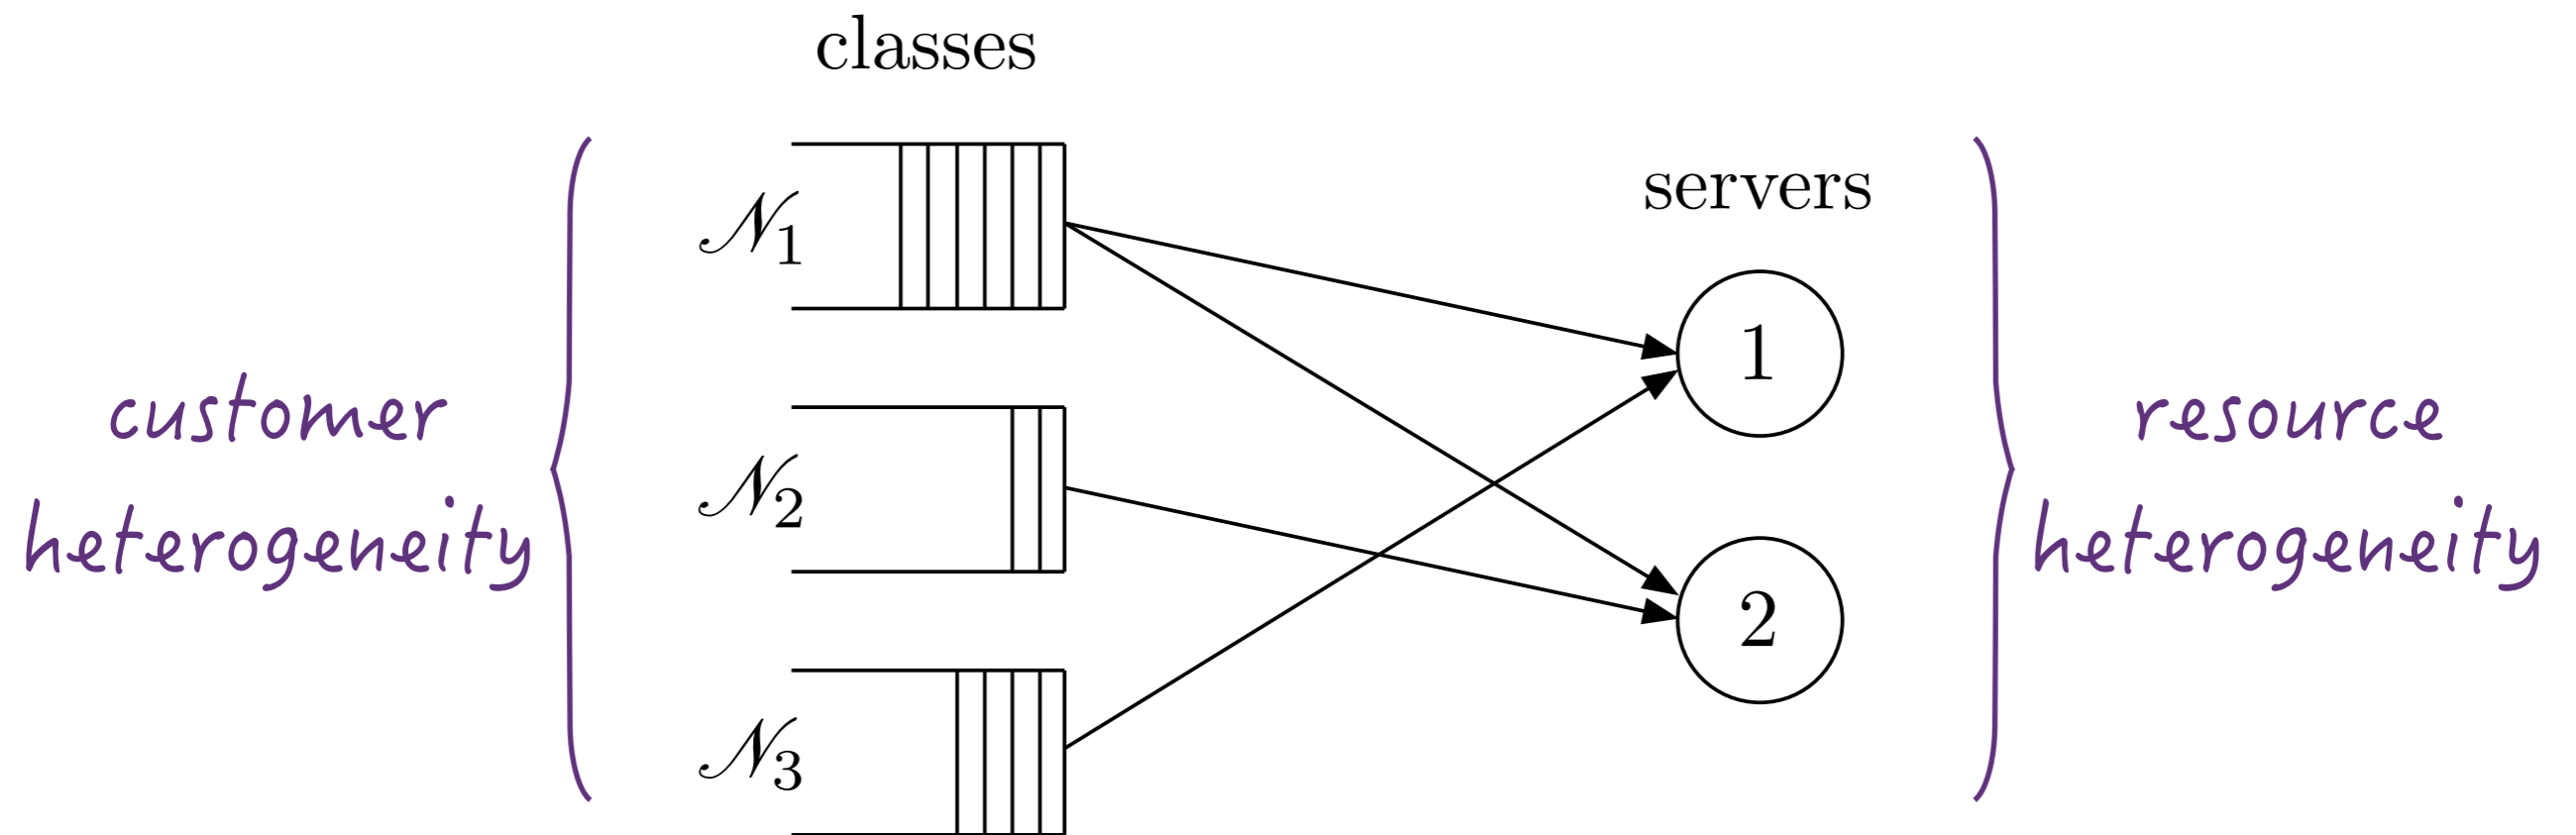 classes
servers
𝒩1
1
customer
heterogeneity
resource
heterogeneity
𝒩2
2
𝒩3